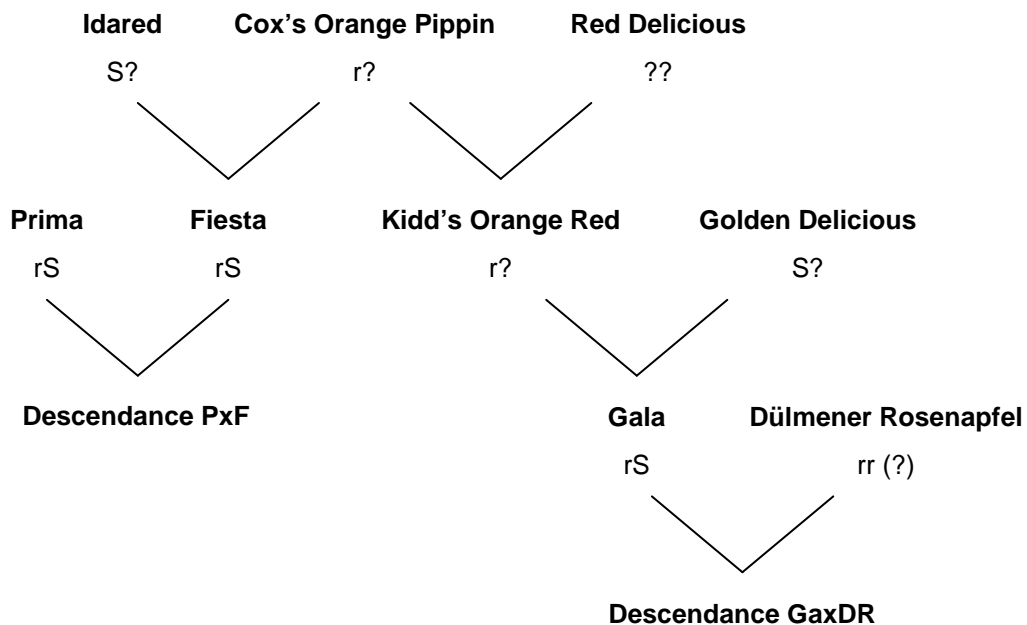 Idared Cox's Orange Pippin Red Delicious
S? r? ??
Prima Fiesta Kidd's Orange Red Golden Delicious
rS rS r? S?
Descendance PxF Gala Dülmener Rosenapfel
rS rr (?)
Descendance GaxDR